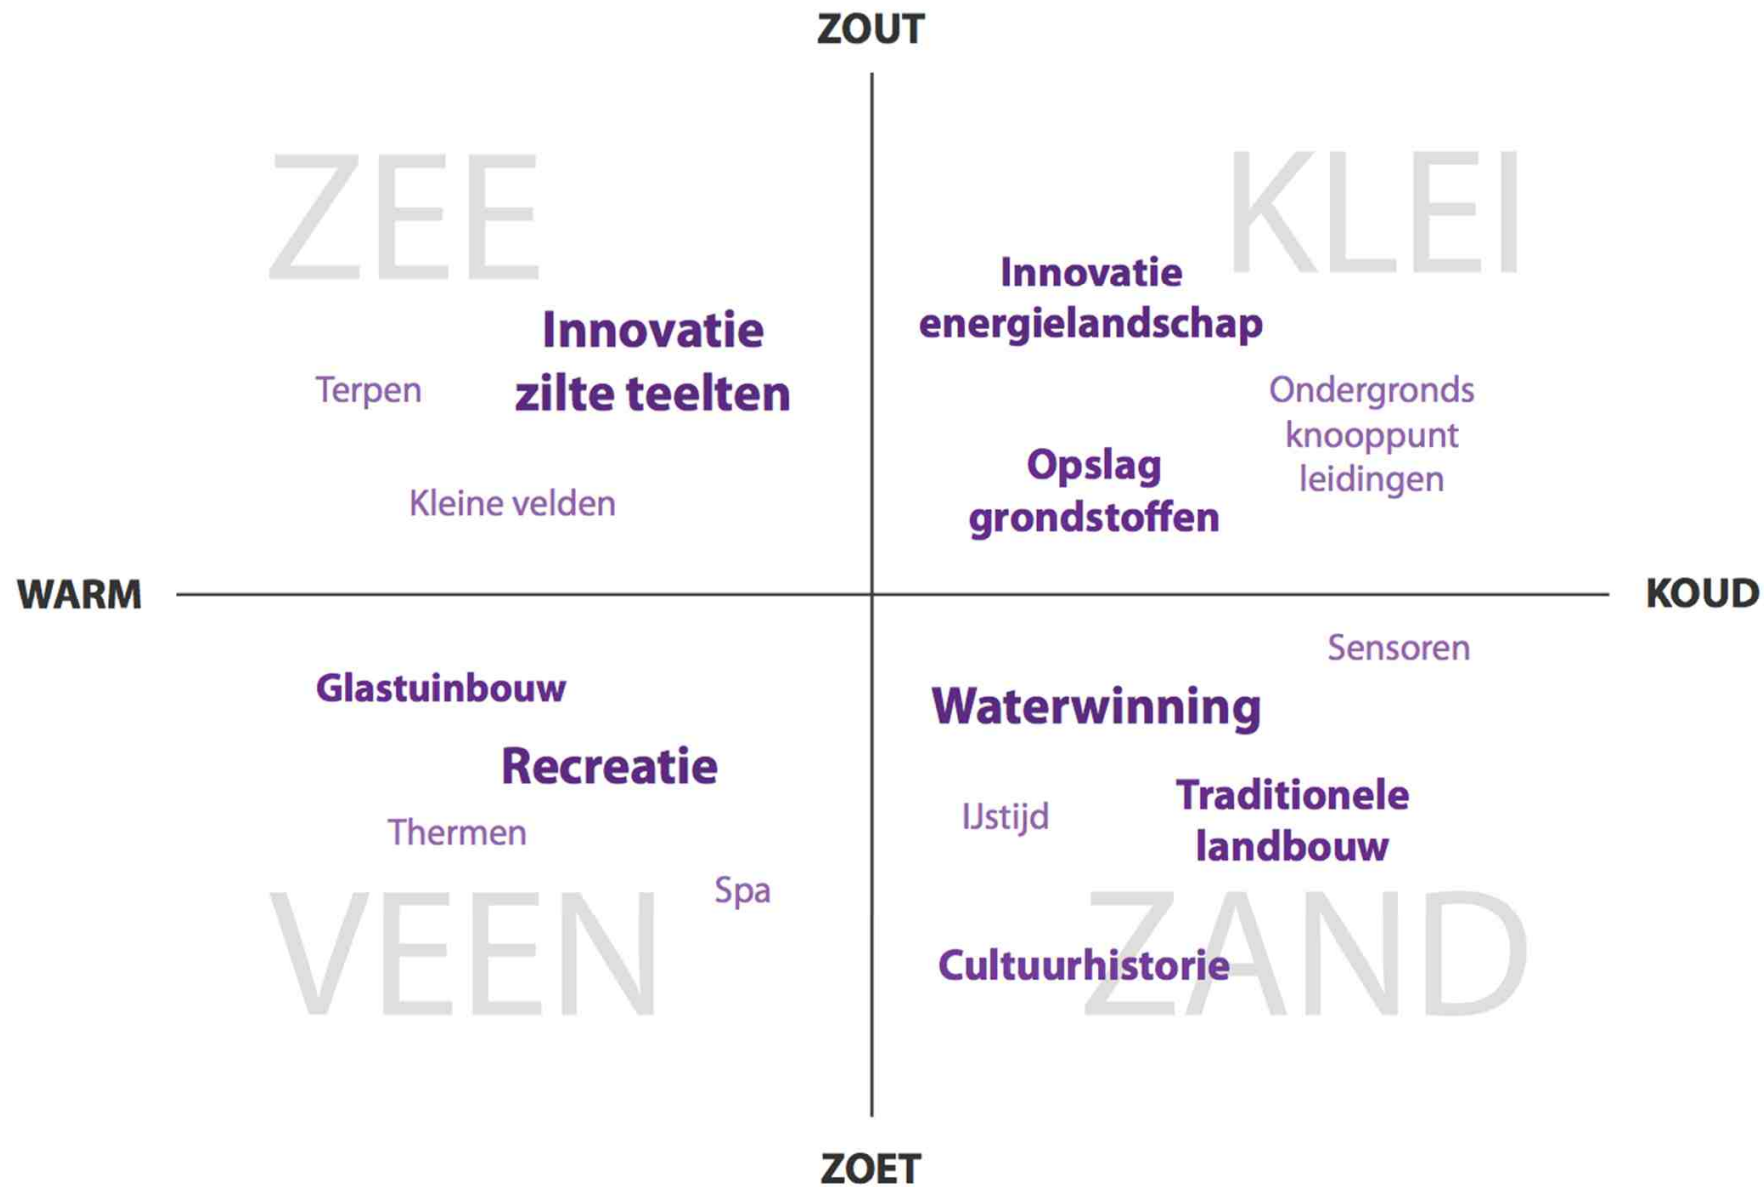 ZOUT
ZEE
KLEI
Innovatie
energielandschap
Innovatie
zilte teelten
Terpen
Ondergronds
knooppunt
leidingen
Opslag
grondstoffen
Kleine velden
WARM
KOUD
Sensoren
Glastuinbouw
Waterwinning
Recreatie
Traditionele
landbouw
IJstijd
Thermen
Spa
VEEN
ZAND
Cultuurhistorie
ZOET